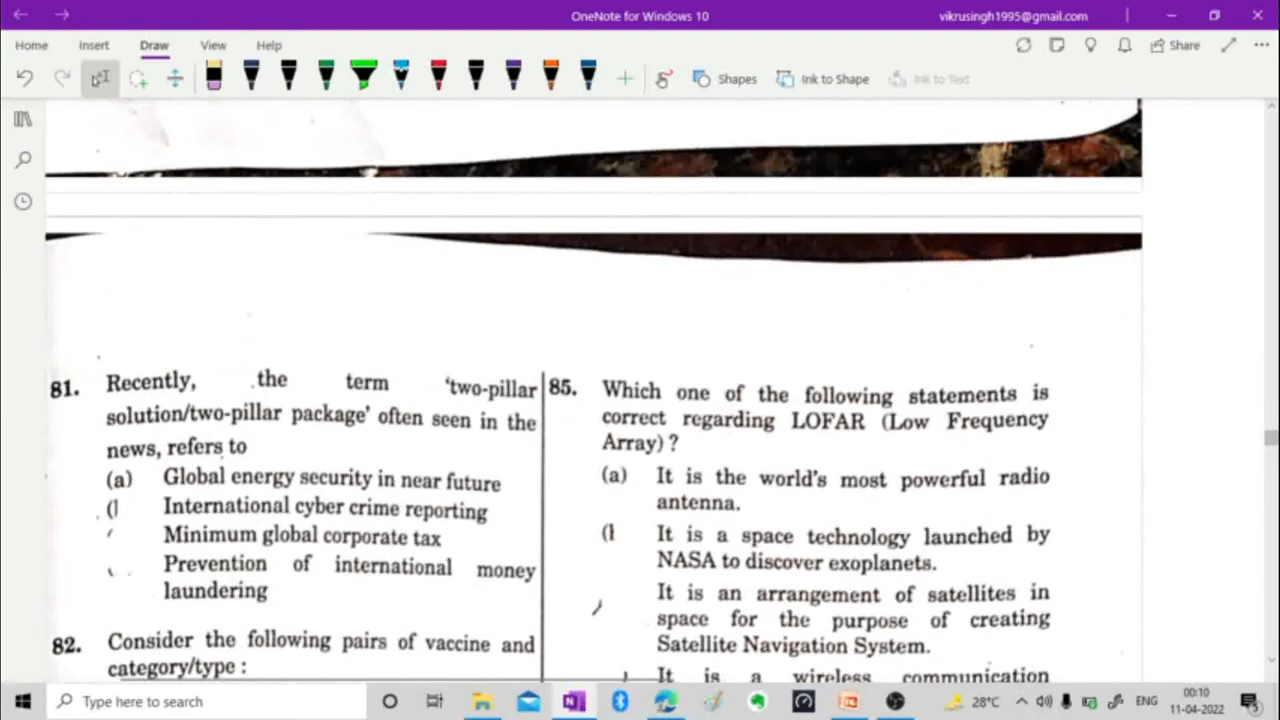 OneNote for Windows 10
vikrusingh1995@gmail.com
Home Insert Draw View Help
Share
Shapes
Ink to Shape
Ink to Text
81. Recently, the term 'two-pillar
solution/two-pillar package' often seen in the
news, refers to
(a) Global energy security in near future
International cyber crime reporting
Minimum global corporate tax
Prevention of international money
laundering
82. Consider the following pairs of vaccine and
category/type :
85. Which one of the following statements is
correct regarding LOFAR (Low Frequency
Array) ?
(a) It is the world's most powerful radio
antenna.
It is a space technology launched by
NASA to discover exoplanets.
It is an arrangement of satellites in
space for the purpose of creating
Satellite Navigation System.
It is a wireless communication
Type here to search
28°C
ENG
00:10
11-04-2022